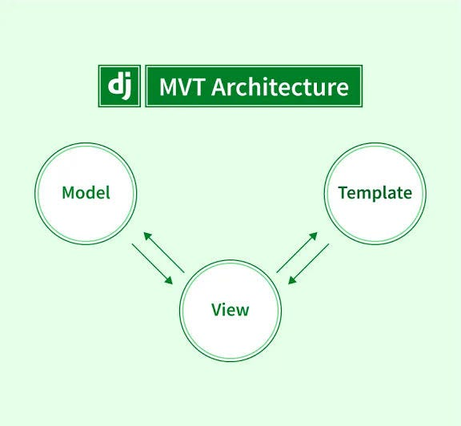 dj MVT Architecture
Model
Template
View